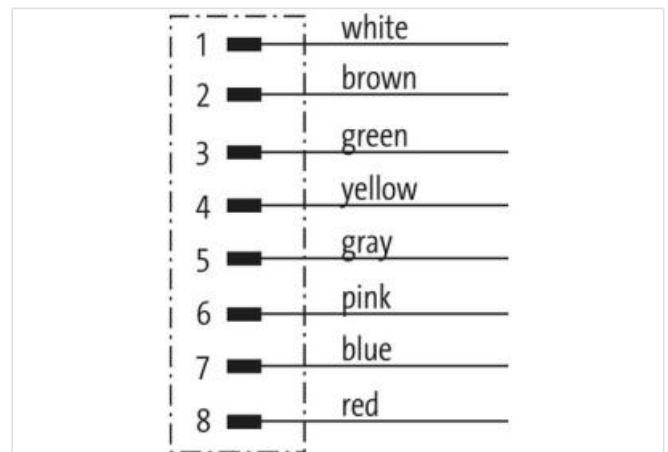 1 white
2 brown
3 green
4 yellow
5 gray
6 pink
7 blue
8 red